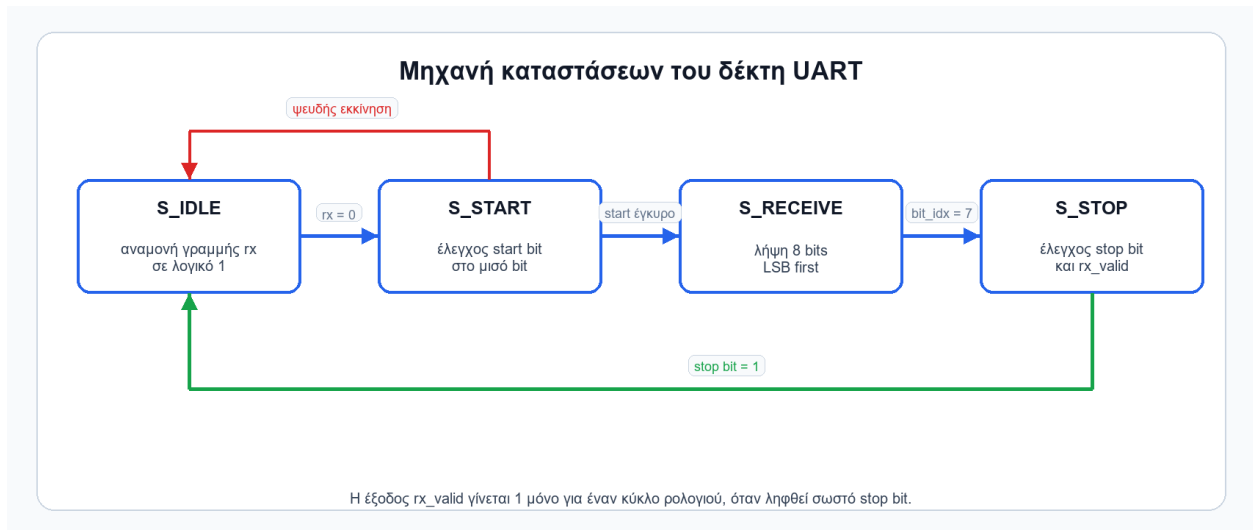 Μηχανή καταστάσεων του δέκτη UART
ψευδής εκκίνηση
S_IDLE
αναμονή γραμμής rx
σε λογικό 1
rx = 0
S_START
έλεγχος start bit
στο μισό bit
start έγκυρο
S_RECEIVE
λήψη 8 bits
LSB first
bit_idx = 7
S_STOP
έλεγχος stop bit
και rx_valid
stop bit = 1
Η έξοδος rx_valid γίνεται 1 μόνο για έναν κύκλο ρολογιού, όταν ληφθεί σωστό stop bit.